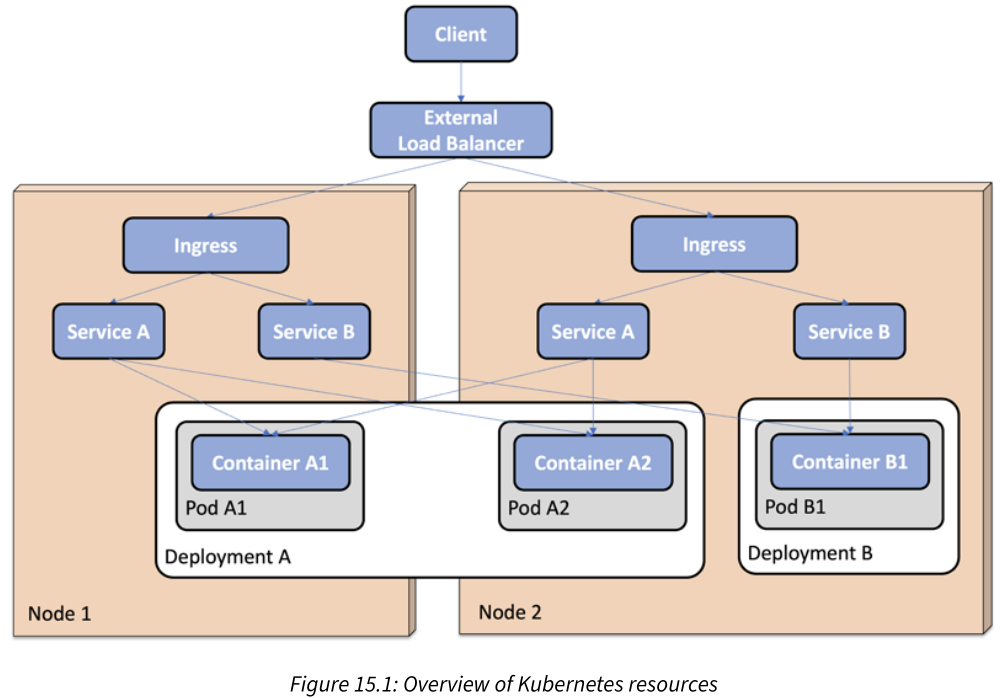 Client
External
Load Balancer
Ingress
Ingress
Service A
Service B
Service A
Service B
Container A1
Container A2
Container B1
Pod A1
Pod A2
Pod B1
Deployment A
Deployment B
Node 1
Node 2
Figure 15.1: Overview of Kubernetes resources